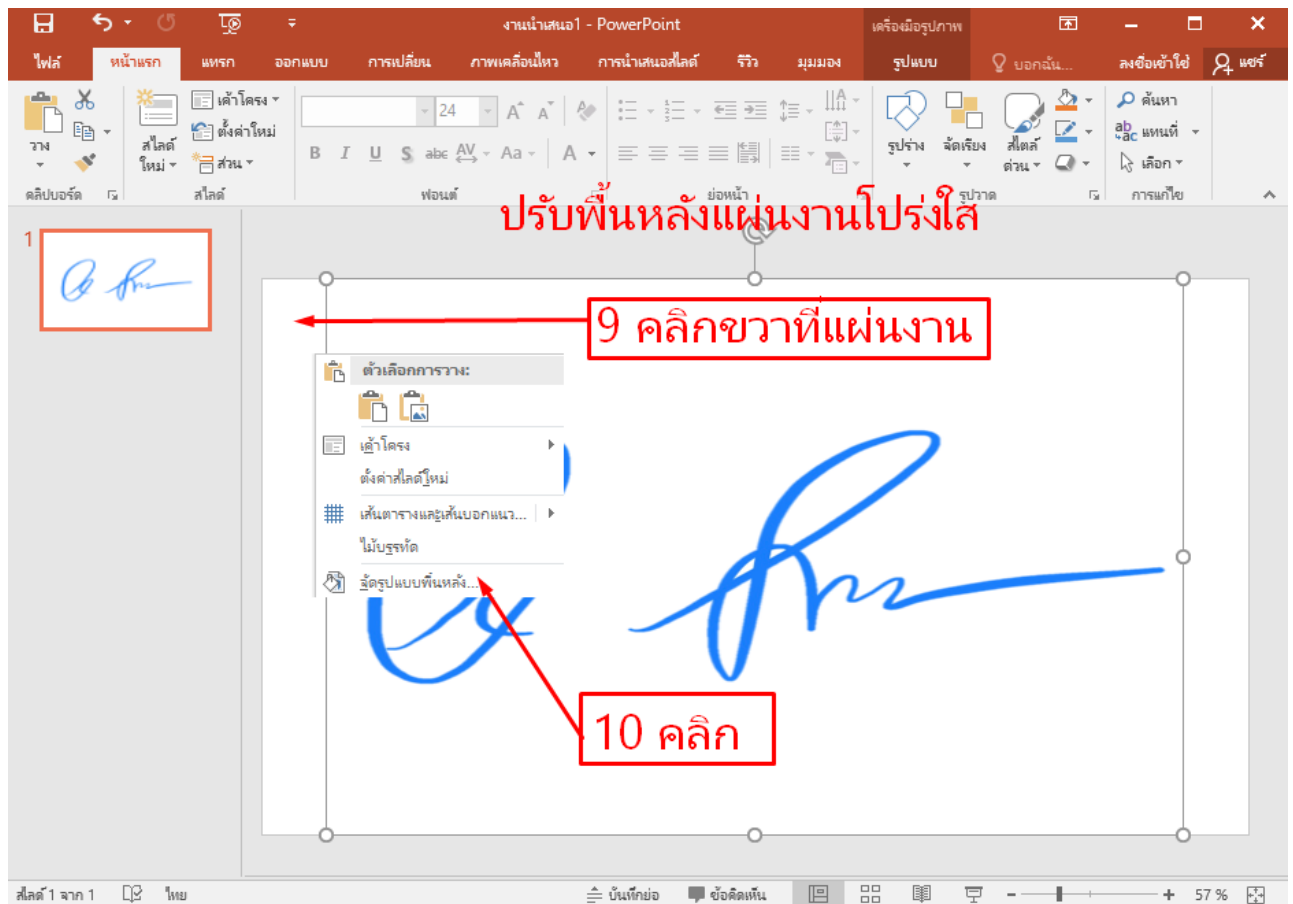 งานนำเสนอ1 - PowerPoint
เครื่องมือรูปภาพ
ไฟล์ หน้าแรก แทรก ออกแบบ การเปลี่ยน ภาพเคลื่อนไหว การนำเสนอสไลด์ รีวิว มุมมอง รูปแบบ บอกฉัน... ลงชื่อเข้าใช้ แชร์
วาง
สไลด์ใหม่
เค้าโครง
ตั้งค่าใหม่
ส่วน
24 A A
B I U S abc AV Aa A
รูปร่าง จัดเรียง สไตล์ด่วน
ค้นหา
แทนที่
เลือก
คลิปบอร์ด สไลด์ ฟอนต์ ย่อหน้า รูปวาด การแก้ไข
ปรับพื้นหลังแผ่นงานโปร่งใส
1
9 คลิกขวาที่แผ่นงาน
ตัวเลือกการวาง:
เค้าโครง
ตั้งค่าสไลด์ใหม่
เส้นตารางและเส้นบอกแนว...
ไม้บรรทัด
จัดรูปแบบพื้นหลัง...
10 คลิก
สไลด์ 1 จาก 1 ไทย บันทึกย่อ ข้อคิดเห็น 57 %